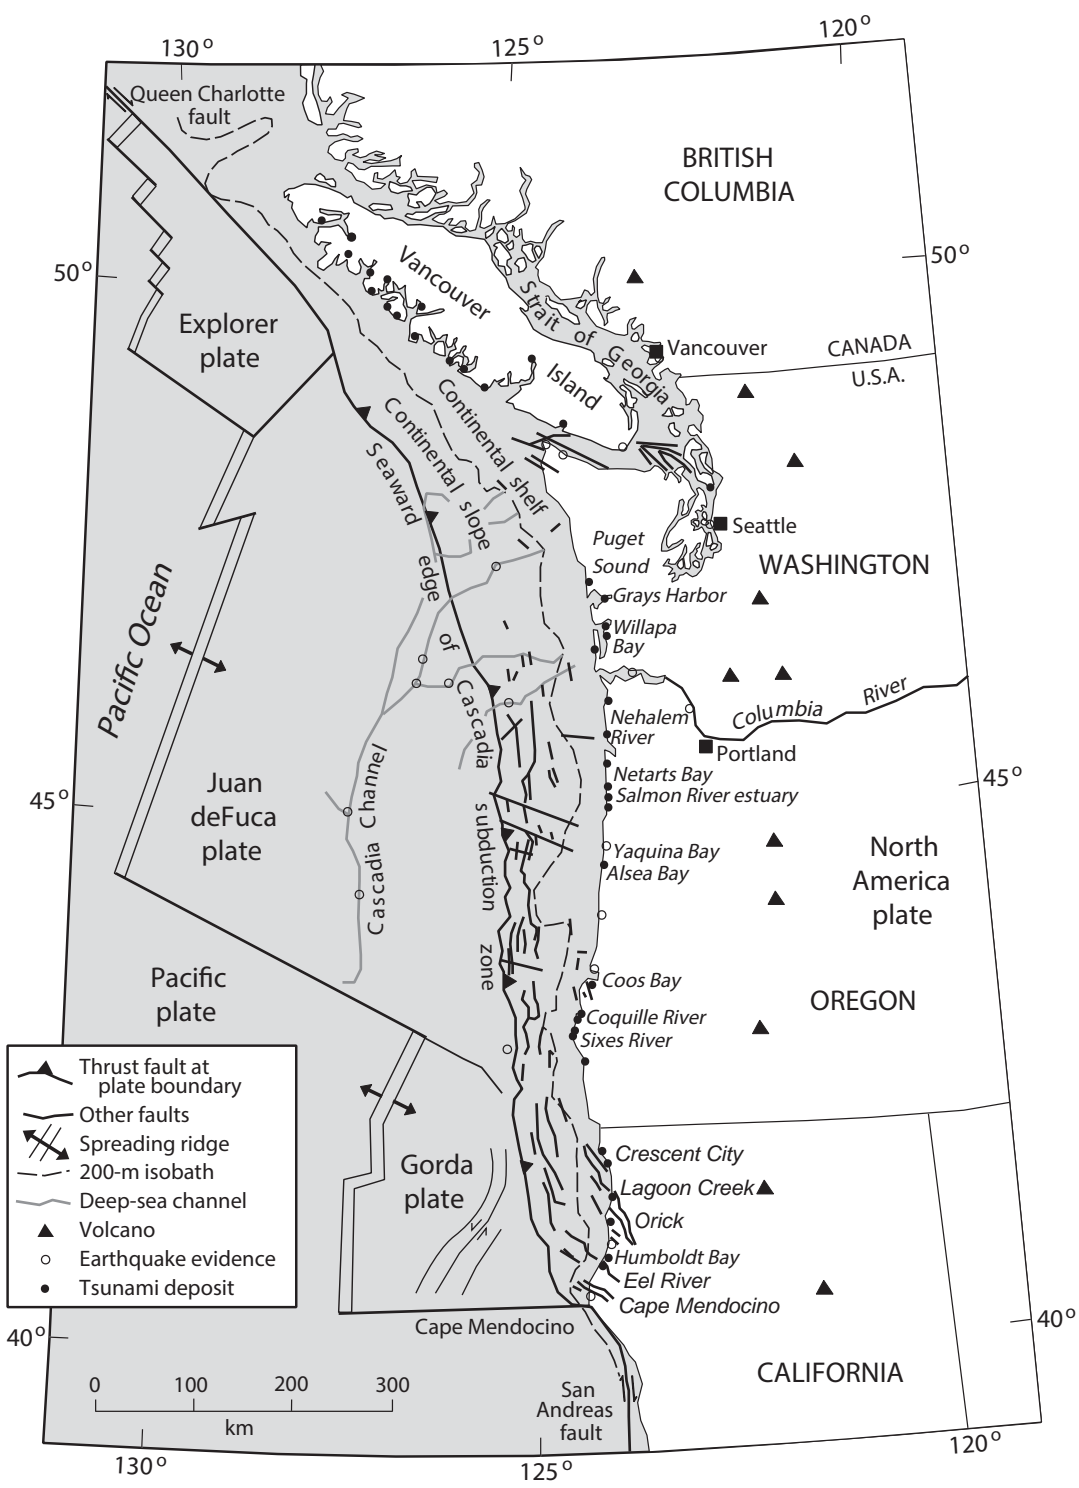 130°
125°
120°
Queen Charlotte
fault
BRITISH
COLUMBIA
50°
50°
Vancouver
Island
Strait of Georgia
Explorer
plate
Vancouver
CANADA
U.S.A.
Continental shelf
Continental slope
Seaward edge of Cascadia subduction zone
Seattle
Puget
Sound
WASHINGTON
Grays Harbor
Pacific Ocean
Willapa
Bay
Columbia River
Nehalem
River
Portland
Netarts Bay
Salmon River estuary
45°
45°
Juan
deFuca
plate
Cascadia Channel
Yaquina Bay
Alsea Bay
North
America
plate
Pacific
plate
Coos Bay
OREGON
Coquille River
Sixes River
Thrust fault at
plate boundary
Other faults
Spreading ridge
200-m isobath
Deep-sea channel
Volcano
Earthquake evidence
Tsunami deposit
Gorda
plate
Crescent City
Lagoon Creek
Orick
Humboldt Bay
Eel River
Cape Mendocino
Cape Mendocino
40°
40°
CALIFORNIA
0 100 200 300
km
San
Andreas
fault
130°
125°
120°